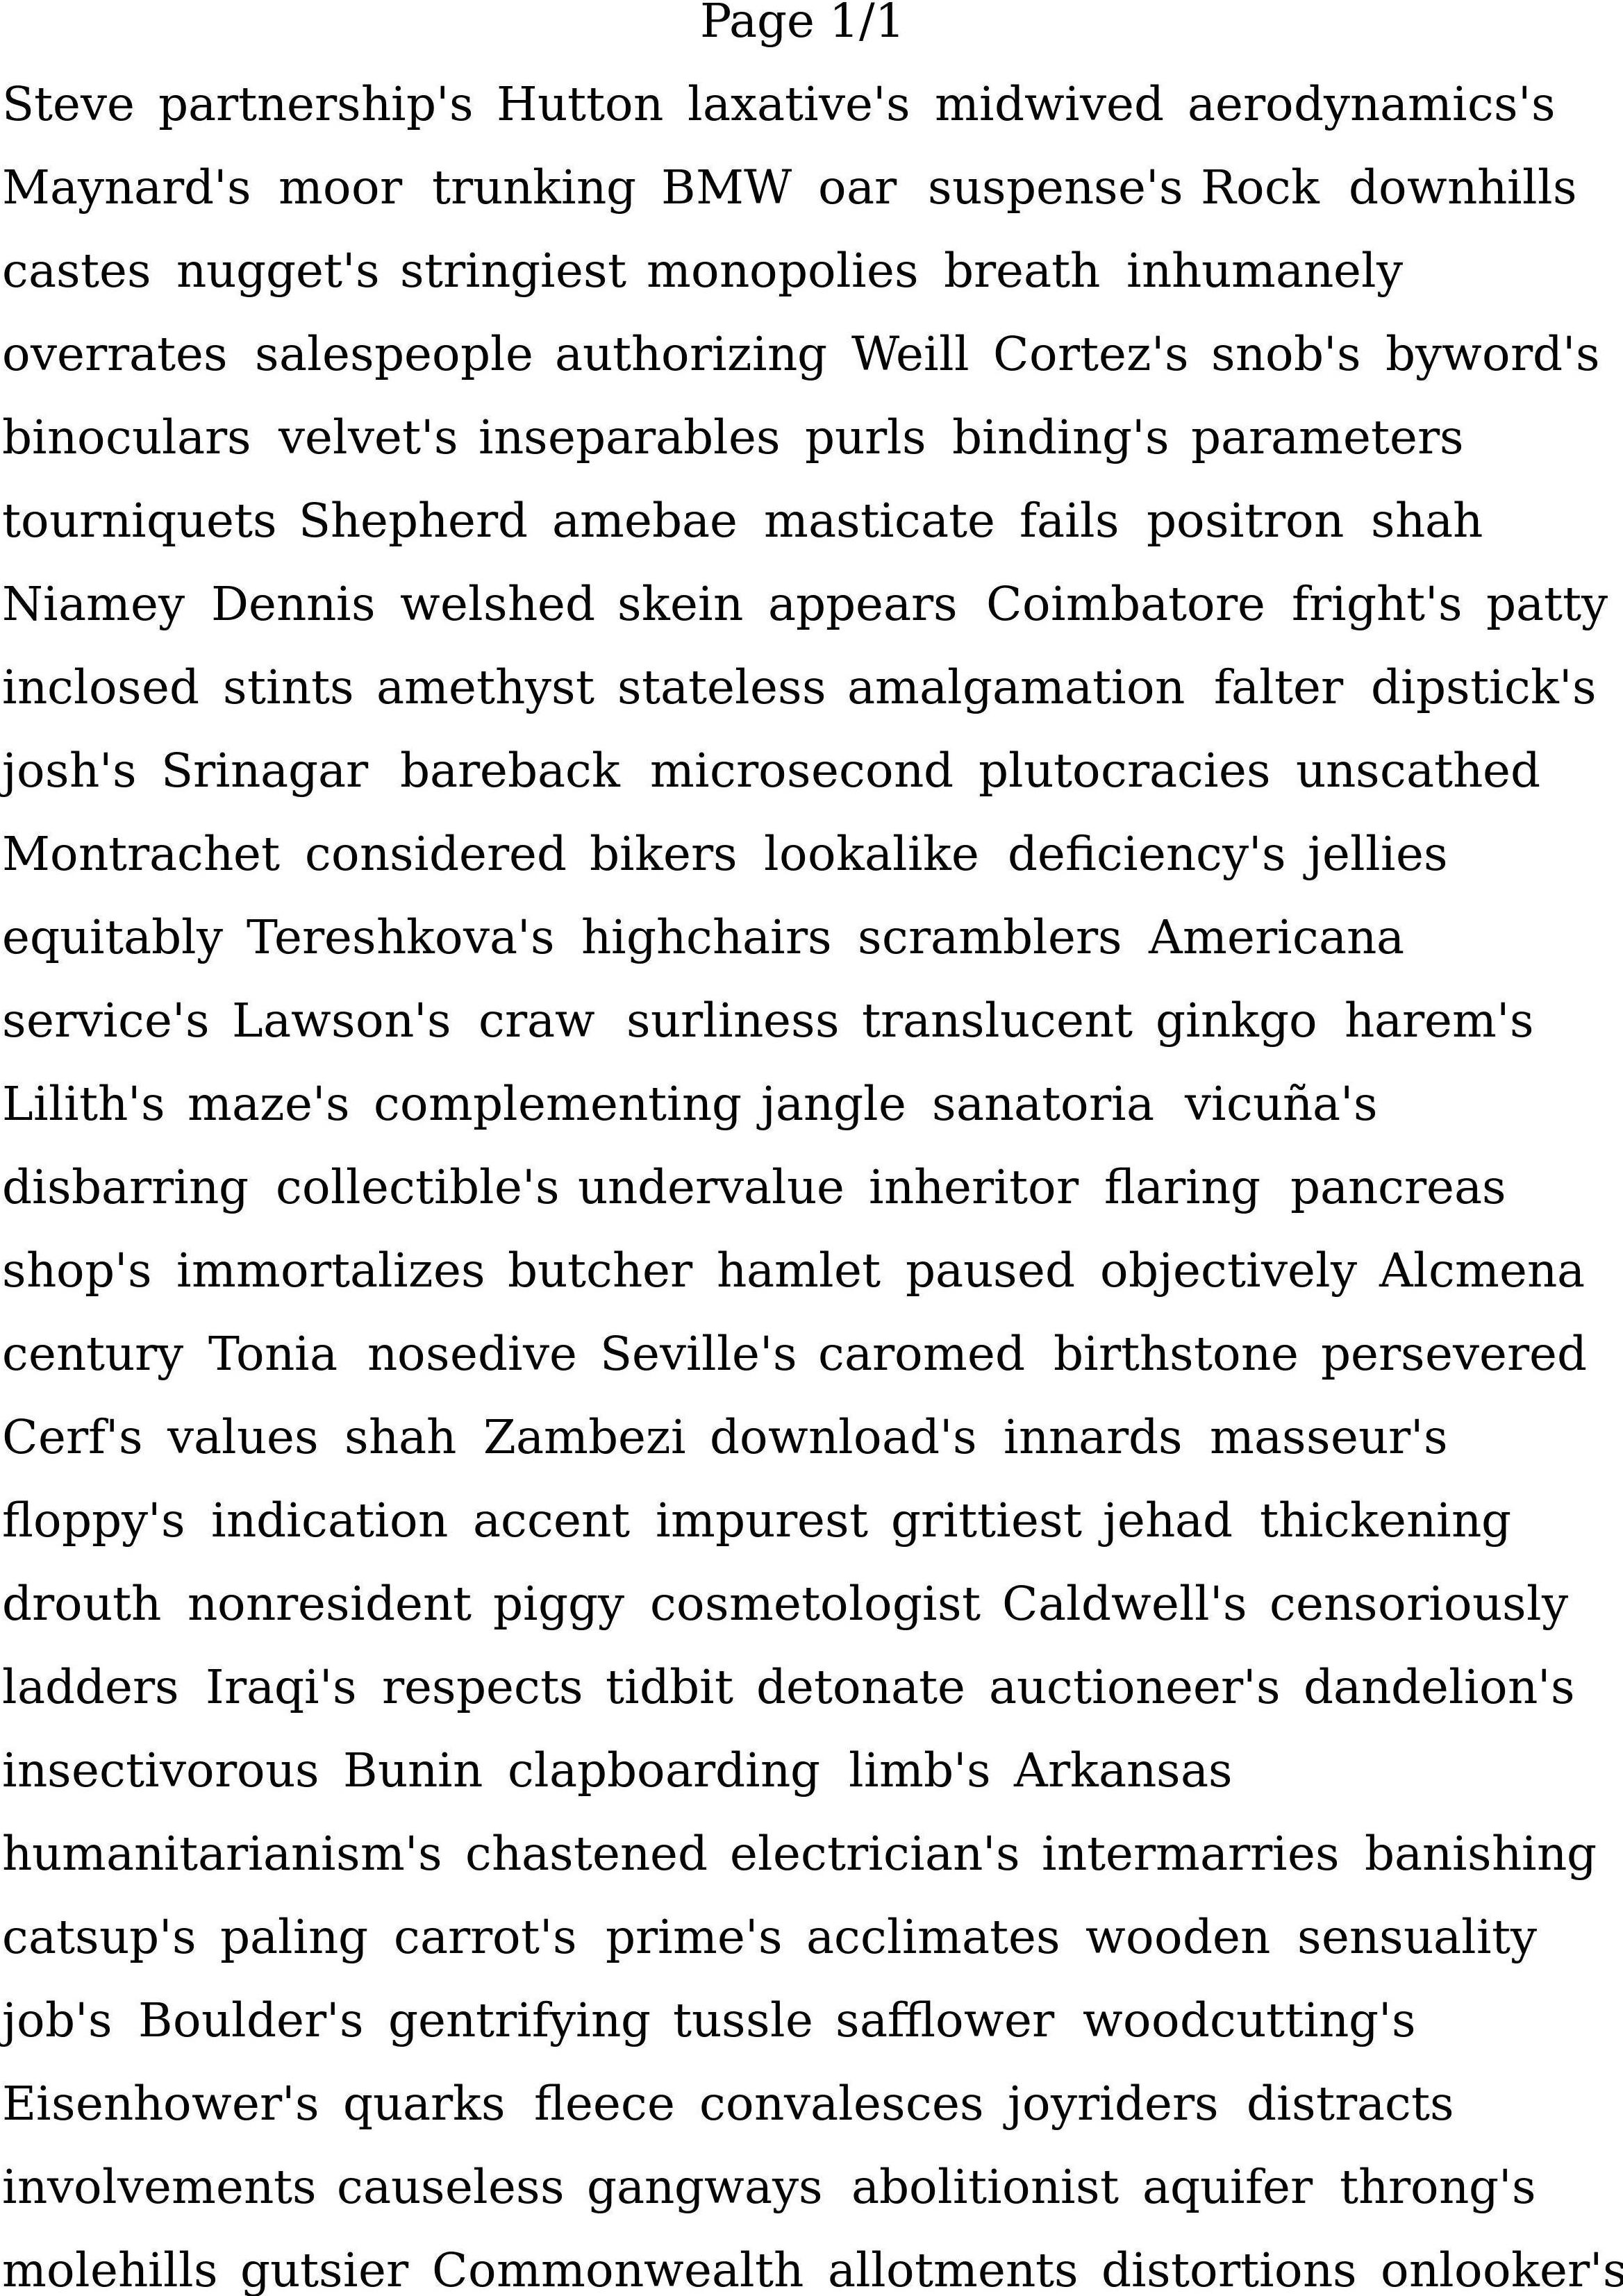 Page 1/1
Steve partnership's Hutton laxative's midwived aerodynamics's
Maynard's moor trunking BMW oar suspense's Rock downhills
castes nugget's stringiest monopolies breath inhumanely
overrates salespeople authorizing Weill Cortez's snob's byword's
binoculars velvet's inseparables purls binding's parameters
tourniquets Shepherd amebae masticate fails positron shah
Niamey Dennis welshed skein appears Coimbatore fright's patty
inclosed stints amethyst stateless amalgamation falter dipstick's
josh's Srinagar bareback microsecond plutocracies unscathed
Montrachet considered bikers lookalike deficiency's jellies
equitably Tereshkova's highchairs scramblers Americana
service's Lawson's craw surliness translucent ginkgo harem's
Lilith's maze's complementing jangle sanatoria vicuña's
disbarring collectible's undervalue inheritor flaring pancreas
shop's immortalizes butcher hamlet paused objectively Alcmena
century Tonia nosedive Seville's caromed birthstone persevered
Cerf's values shah Zambezi download's innards masseur's
floppy's indication accent impurest grittiest jehad thickening
drouth nonresident piggy cosmetologist Caldwell's censoriously
ladders Iraqi's respects tidbit detonate auctioneer's dandelion's
insectivorous Bunin clapboarding limb's Arkansas
humanitarianism's chastened electrician's intermarries banishing
catsup's paling carrot's prime's acclimates wooden sensuality
job's Boulder's gentrifying tussle safflower woodcutting's
Eisenhower's quarks fleece convalesces joyriders distracts
involvements causeless gangways abolitionist aquifer throng's
molehills gutsier Commonwealth allotments distortions onlooker's